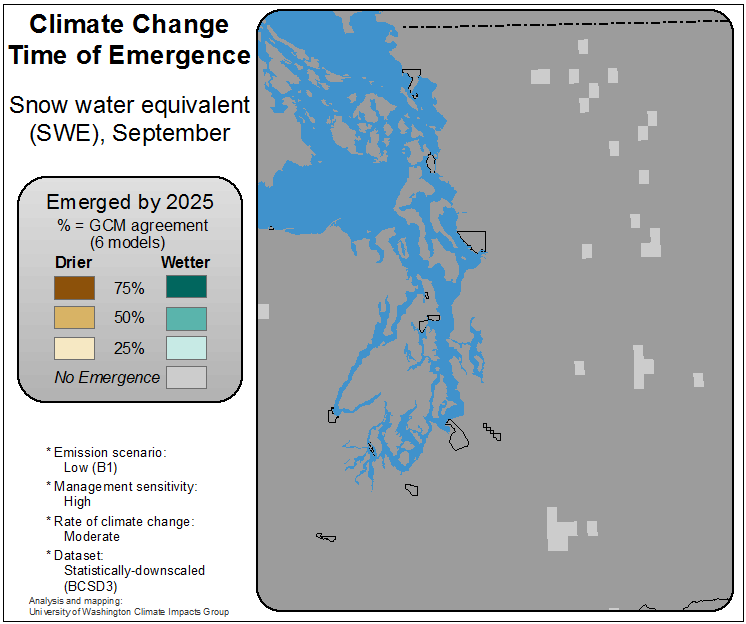 Climate Change
Time of Emergence
Snow water equivalent
(SWE), September
Emerged by 2025
% = GCM agreement
(6 models)
Drier Wetter
75%
50%
25%
No Emergence
* Emission scenario:
Low (B1)
* Management sensitivity:
High
* Rate of climate change:
Moderate
* Dataset:
Statistically-downscaled
(BCSD3)
Analysis and mapping:
University of Washington Climate Impacts Group